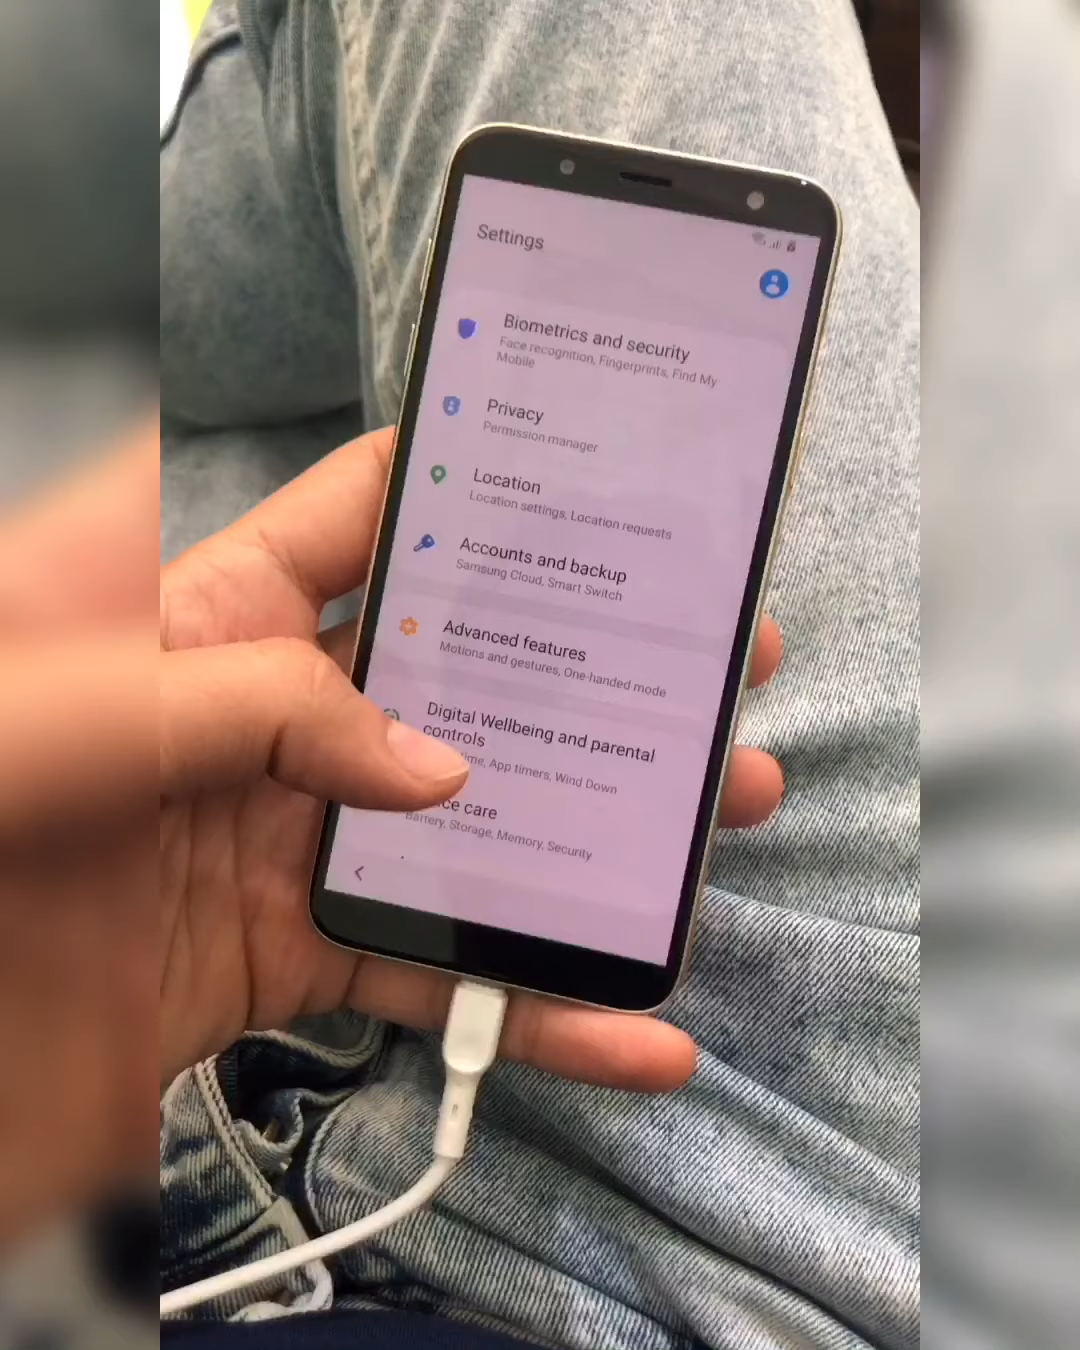 Settings
Biometrics and security
Face recognition, Fingerprints, Find My
Mobile
Privacy
Permission manager
Location
Location settings, Location requests
Accounts and backup
Samsung Cloud, Smart Switch
Advanced features
Motions and gestures, One-handed mode
Digital Wellbeing and parental
controls
App timers, Wind Down
care
Battery, Storage, Memory, Security